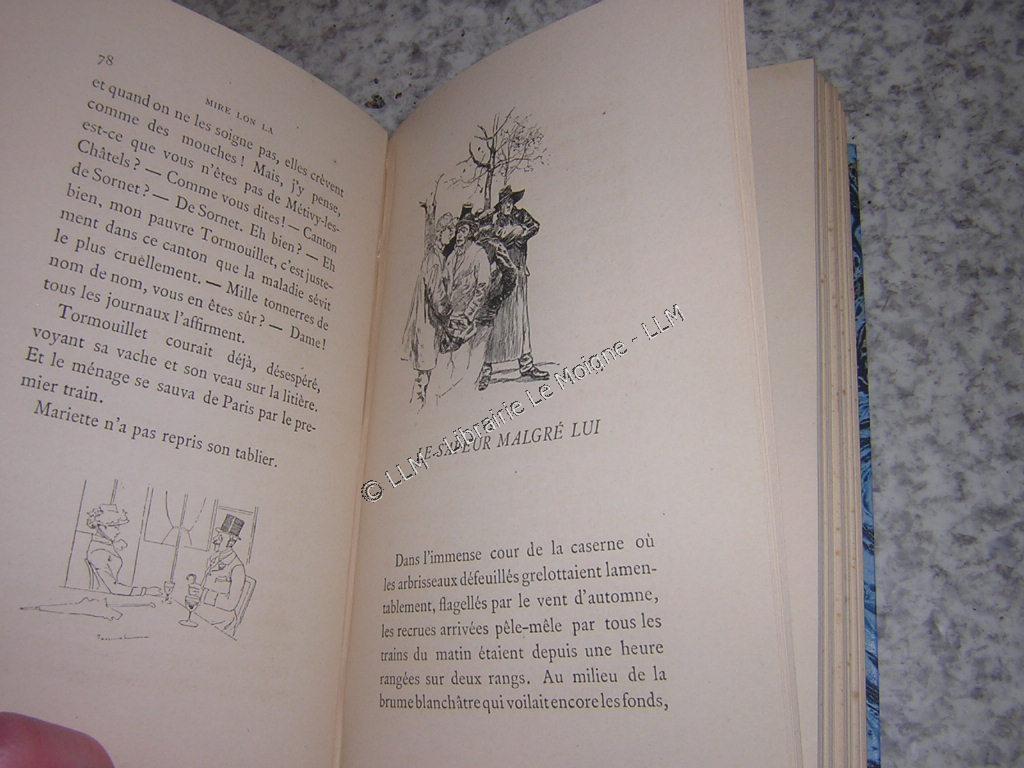 78
MIRE LON LA
et quand on ne les soigne pas, elles crèvent
comme des mouches ! Mais, j'y pense,
est-ce que vous n'êtes pas de Métivy-les-
Châtels ? — Comme vous dites ! — Canton
de Sornet ? — De Sornet. Eh bien ? — Eh
bien, mon pauvre Tormouillet, c'est juste-
ment dans ce canton que la maladie sévit
le plus cruëllement. — Mille tonnerres de
nom de nom, vous en êtes sûr ? — Dame !
tous les journaux l'affirment.
Tormouillet courait déjà, désespéré,
voyant sa vache et son veau sur la litière.
Et le ménage se sauva de Paris par le pre-
mier train.
Mariette n'a pas repris son tablier.
LE SAPEUR MALGRÉ LUI
Dans l'immense cour de la caserne où
les arbrisseaux défeuillés grelottaient lamen-
tablement, flagellés par le vent d'automne,
les recrues arrivées pêle-mêle par tous les
trains du matin étaient depuis une heure
rangées sur deux rangs. Au milieu de la
brume blanchâtre qui voilait encore les fonds,
© LLM - Librairie Le Moigne - LLM